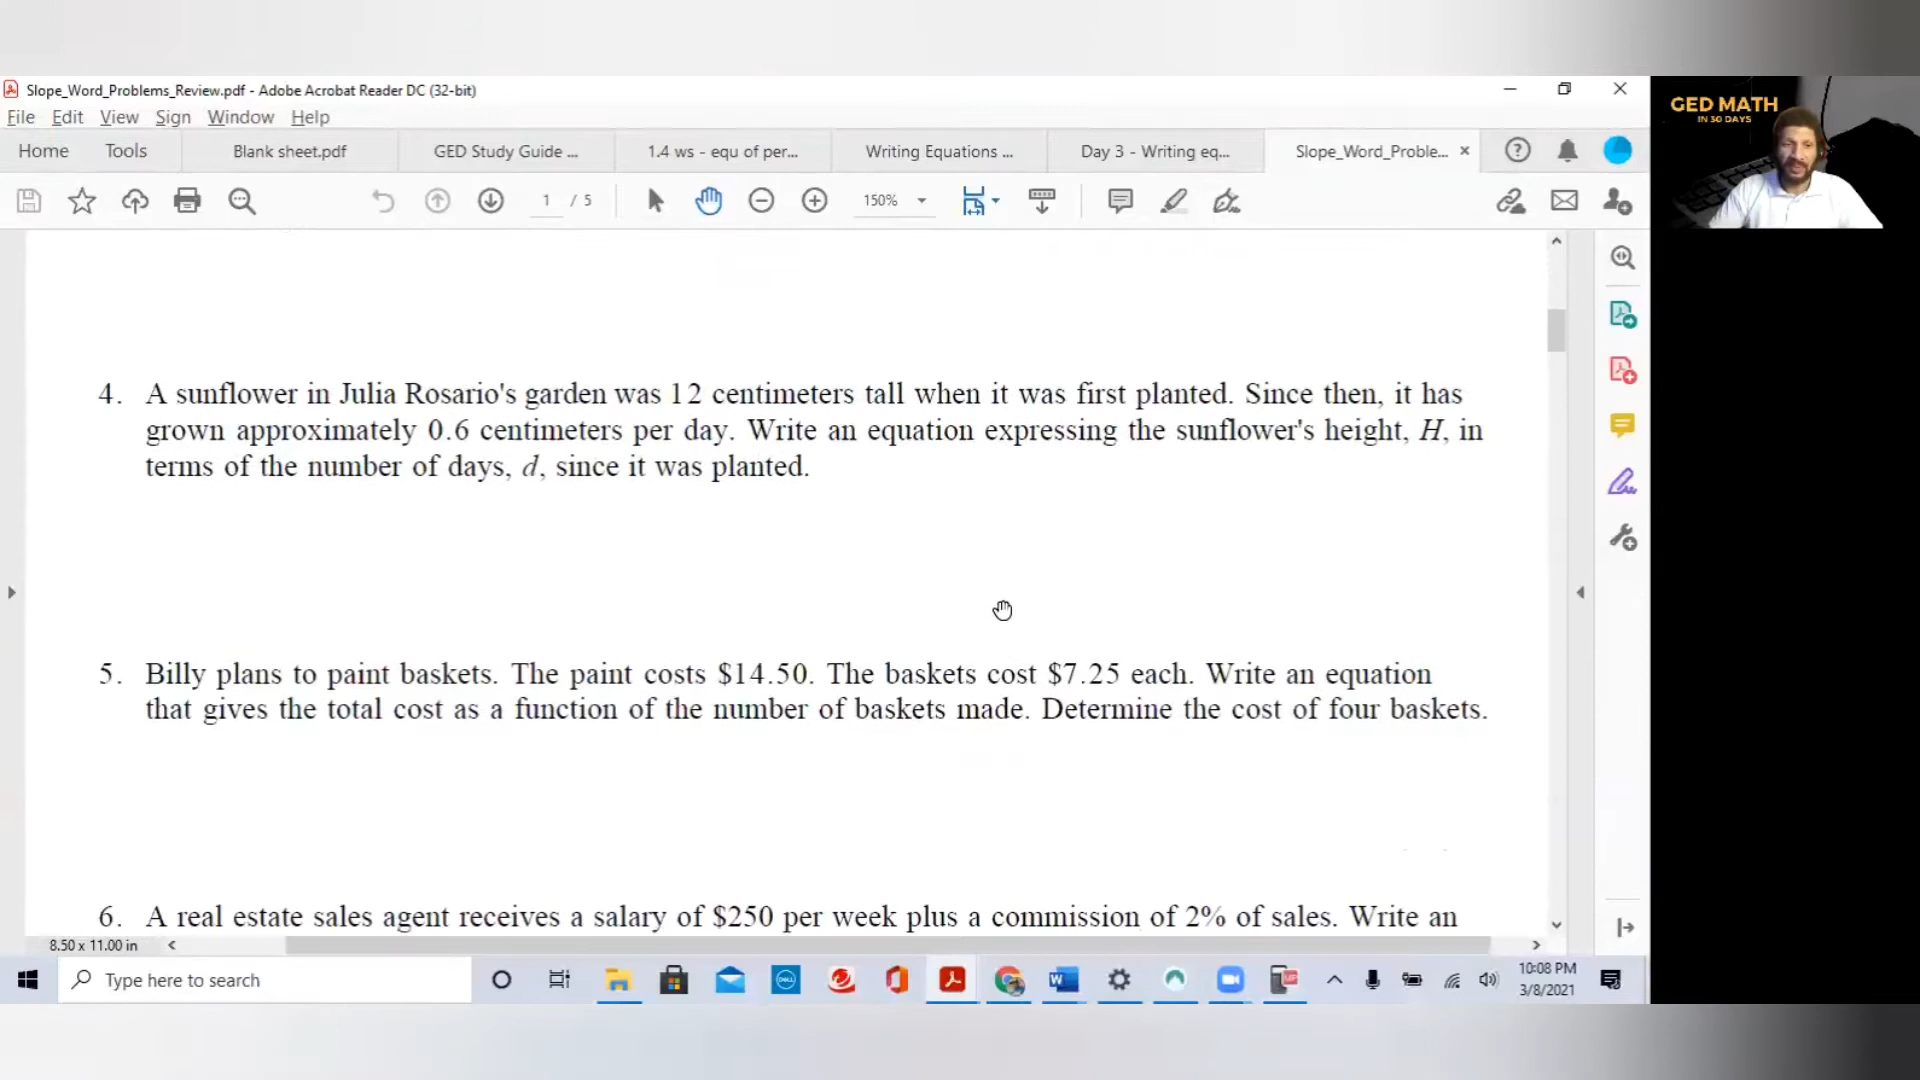 Slope_Word_Problems_Review.pdf - Adobe Acrobat Reader DC (32-bit)
File Edit View Sign Window Help
Home Tools Blank sheet.pdf GED Study Guide ... 1.4 ws - equ of per... Writing Equations ... Day 3 - Writing eq... Slope_Word_Proble...
1 / 5 150%
GED MATH
IN 30 DAYS
4. A sunflower in Julia Rosario's garden was 12 centimeters tall when it was first planted. Since then, it has
grown approximately 0.6 centimeters per day. Write an equation expressing the sunflower's height, H, in
terms of the number of days, d, since it was planted.
5. Billy plans to paint baskets. The paint costs $14.50. The baskets cost $7.25 each. Write an equation
that gives the total cost as a function of the number of baskets made. Determine the cost of four baskets.
6. A real estate sales agent receives a salary of $250 per week plus a commission of 2% of sales. Write an
8.50 x 11.00 in
Type here to search
DELL
10:08 PM
3/8/2021